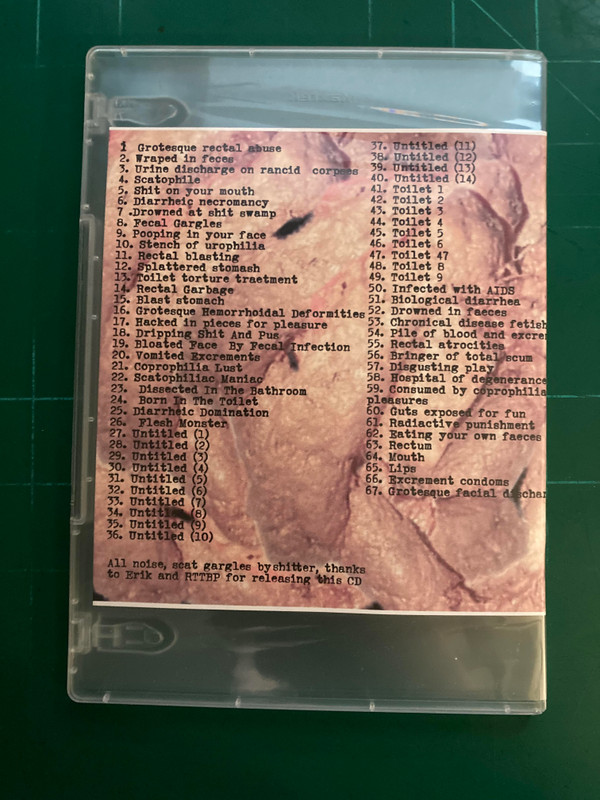 1 Grotesque rectal abuse
2. Wraped in feces
3. Urine discharge on rancid corpses
4. Scatophile
5. Shit on your mouth
6. Diarrheic necromancy
7 .Drowned at shit swamp
8. Fecal Gargles
9. Pooping in your face
10. Stench of urophilia
11. Rectal blasting
12. Splattered stomash
13. Toilet torture traetment
14. Rectal Garbage
15. Blast stomach
16. Grotesque Hemorrhoidal Deformities
17. Hacked in pieces for pleasure
18. Dripping Shit And Pus
19. Bloated Face By Fecal Infection
20. Vomited Excrements
21. Coprophilia Lust
22. Scatophiliac Maniac
23. Dissected In The Bathroom
24. Born In The Toilet
25. Diarrheic Domination
26. Flesh Monster
27. Untitled (1)
28. Untitled (2)
29. Untitled (3)
30. Untitled (4)
31. Untitled (5)
32. Untitled (6)
33. Untitled (7)
34. Untitled (8)
35. Untitled (9)
36. Untitled (10)
37. Untitled (11)
38. Untitled (12)
39. Untitled (13)
40. Untitled (14)
41. Toilet 1
42. Toilet 2
43. Toilet 3
44. Toilet 4
45. Toilet 5
46. Toilet 6
47. Toilet 47
48. Toilet 8
49. Toilet 9
50. Infected with AIDS
51. Biological diarrhea
52. Drowned in faeces
53. Chronical disease fetish
54. Pile of blood and excre
55. Rectal atrocities
56. Bringer of total scum
57. Disgusting play
58. Hospital of degenerance
59. Consumed by coprophilia
pleasures
60. Guts exposed for fun
61. Radiactive punishment
62. Eating your own faeces
63. Rectum
64. Mouth
65. Lips
66. Excrement condoms
67. Grotesque facial dischar
All noise, scat gargles by shitter, thanks
to Erik and RTTBP for releasing this CD